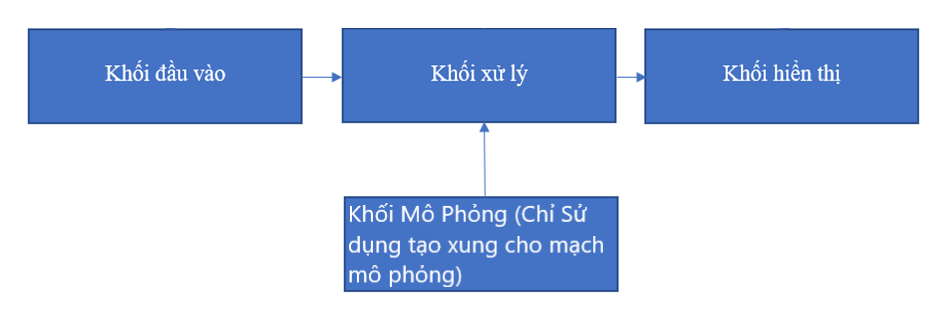 Khối đầu vào
Khối xử lý
Khối hiển thị
Khối Mô Phỏng (Chỉ Sử
dụng tạo xung cho mạch
mô phỏng)